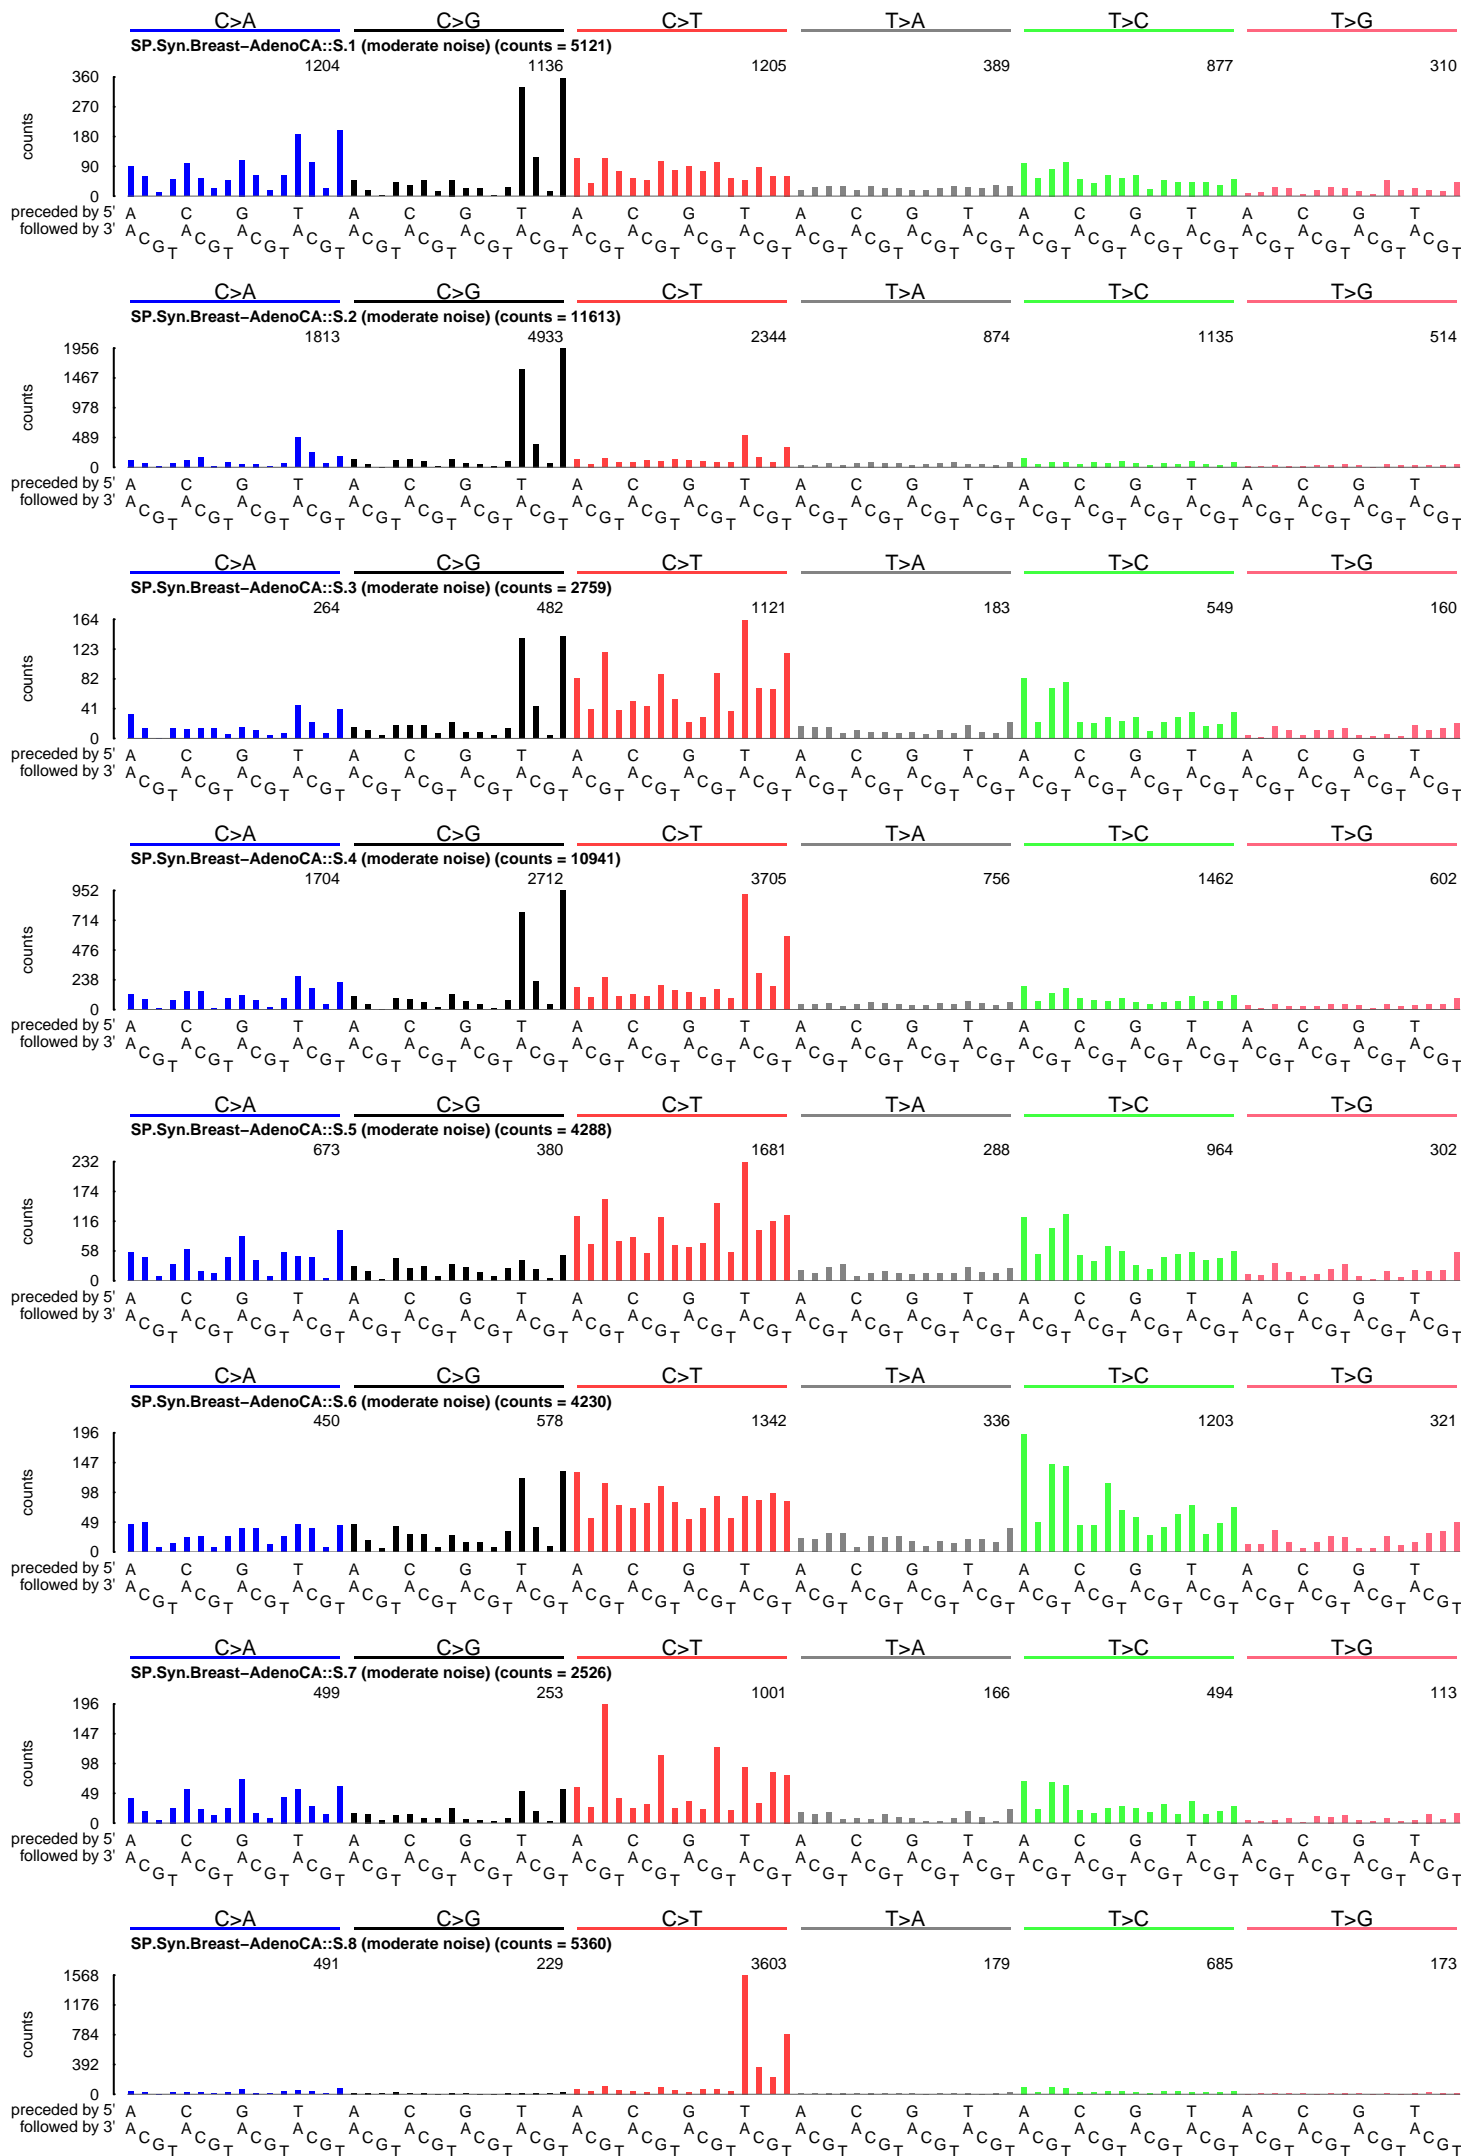 C>A C>G C>T T>A T>C T>G
SP.Syn.Breast−AdenoCA::S.1 (moderate noise) (counts = 5121)
1204 1136 1205 389 877 310
360
270
180
90
0
counts
preceded by 5' A C G T A C G T A C G T A C G T A C G T A C G T
followed by 3' A C G T A C G T A C G T A C G T A C G T A C G T A C G T A C G T A C G T A C G T A C G T A C G T A C G T A C G T A C G T A C G T A C G T A C G T A C G T A C G T A C G T A C G T A C G T A C G T
C>A C>G C>T T>A T>C T>G
SP.Syn.Breast−AdenoCA::S.2 (moderate noise) (counts = 11613)
1813 4933 2344 874 1135 514
1956
1467
978
489
0
counts
preceded by 5' A C G T A C G T A C G T A C G T A C G T A C G T
followed by 3' A C G T A C G T A C G T A C G T A C G T A C G T A C G T A C G T A C G T A C G T A C G T A C G T A C G T A C G T A C G T A C G T A C G T A C G T A C G T A C G T A C G T A C G T A C G T A C G T
C>A C>G C>T T>A T>C T>G
SP.Syn.Breast−AdenoCA::S.3 (moderate noise) (counts = 2759)
264 482 1121 183 549 160
164
123
82
41
0
counts
preceded by 5' A C G T A C G T A C G T A C G T A C G T A C G T
followed by 3' A C G T A C G T A C G T A C G T A C G T A C G T A C G T A C G T A C G T A C G T A C G T A C G T A C G T A C G T A C G T A C G T A C G T A C G T A C G T A C G T A C G T A C G T A C G T A C G T
C>A C>G C>T T>A T>C T>G
SP.Syn.Breast−AdenoCA::S.4 (moderate noise) (counts = 10941)
1704 2712 3705 756 1462 602
952
714
476
238
0
counts
preceded by 5' A C G T A C G T A C G T A C G T A C G T A C G T
followed by 3' A C G T A C G T A C G T A C G T A C G T A C G T A C G T A C G T A C G T A C G T A C G T A C G T A C G T A C G T A C G T A C G T A C G T A C G T A C G T A C G T A C G T A C G T A C G T A C G T
C>A C>G C>T T>A T>C T>G
SP.Syn.Breast−AdenoCA::S.5 (moderate noise) (counts = 4288)
673 380 1681 288 964 302
232
174
116
58
0
counts
preceded by 5' A C G T A C G T A C G T A C G T A C G T A C G T
followed by 3' A C G T A C G T A C G T A C G T A C G T A C G T A C G T A C G T A C G T A C G T A C G T A C G T A C G T A C G T A C G T A C G T A C G T A C G T A C G T A C G T A C G T A C G T A C G T A C G T
C>A C>G C>T T>A T>C T>G
SP.Syn.Breast−AdenoCA::S.6 (moderate noise) (counts = 4230)
450 578 1342 336 1203 321
196
147
98
49
0
counts
preceded by 5' A C G T A C G T A C G T A C G T A C G T A C G T
followed by 3' A C G T A C G T A C G T A C G T A C G T A C G T A C G T A C G T A C G T A C G T A C G T A C G T A C G T A C G T A C G T A C G T A C G T A C G T A C G T A C G T A C G T A C G T A C G T A C G T
C>A C>G C>T T>A T>C T>G
SP.Syn.Breast−AdenoCA::S.7 (moderate noise) (counts = 2526)
499 253 1001 166 494 113
196
147
98
49
0
counts
preceded by 5' A C G T A C G T A C G T A C G T A C G T A C G T
followed by 3' A C G T A C G T A C G T A C G T A C G T A C G T A C G T A C G T A C G T A C G T A C G T A C G T A C G T A C G T A C G T A C G T A C G T A C G T A C G T A C G T A C G T A C G T A C G T A C G T
C>A C>G C>T T>A T>C T>G
SP.Syn.Breast−AdenoCA::S.8 (moderate noise) (counts = 5360)
491 229 3603 179 685 173
1568
1176
784
392
0
counts
preceded by 5' A C G T A C G T A C G T A C G T A C G T A C G T
followed by 3' A C G T A C G T A C G T A C G T A C G T A C G T A C G T A C G T A C G T A C G T A C G T A C G T A C G T A C G T A C G T A C G T A C G T A C G T A C G T A C G T A C G T A C G T A C G T A C G T